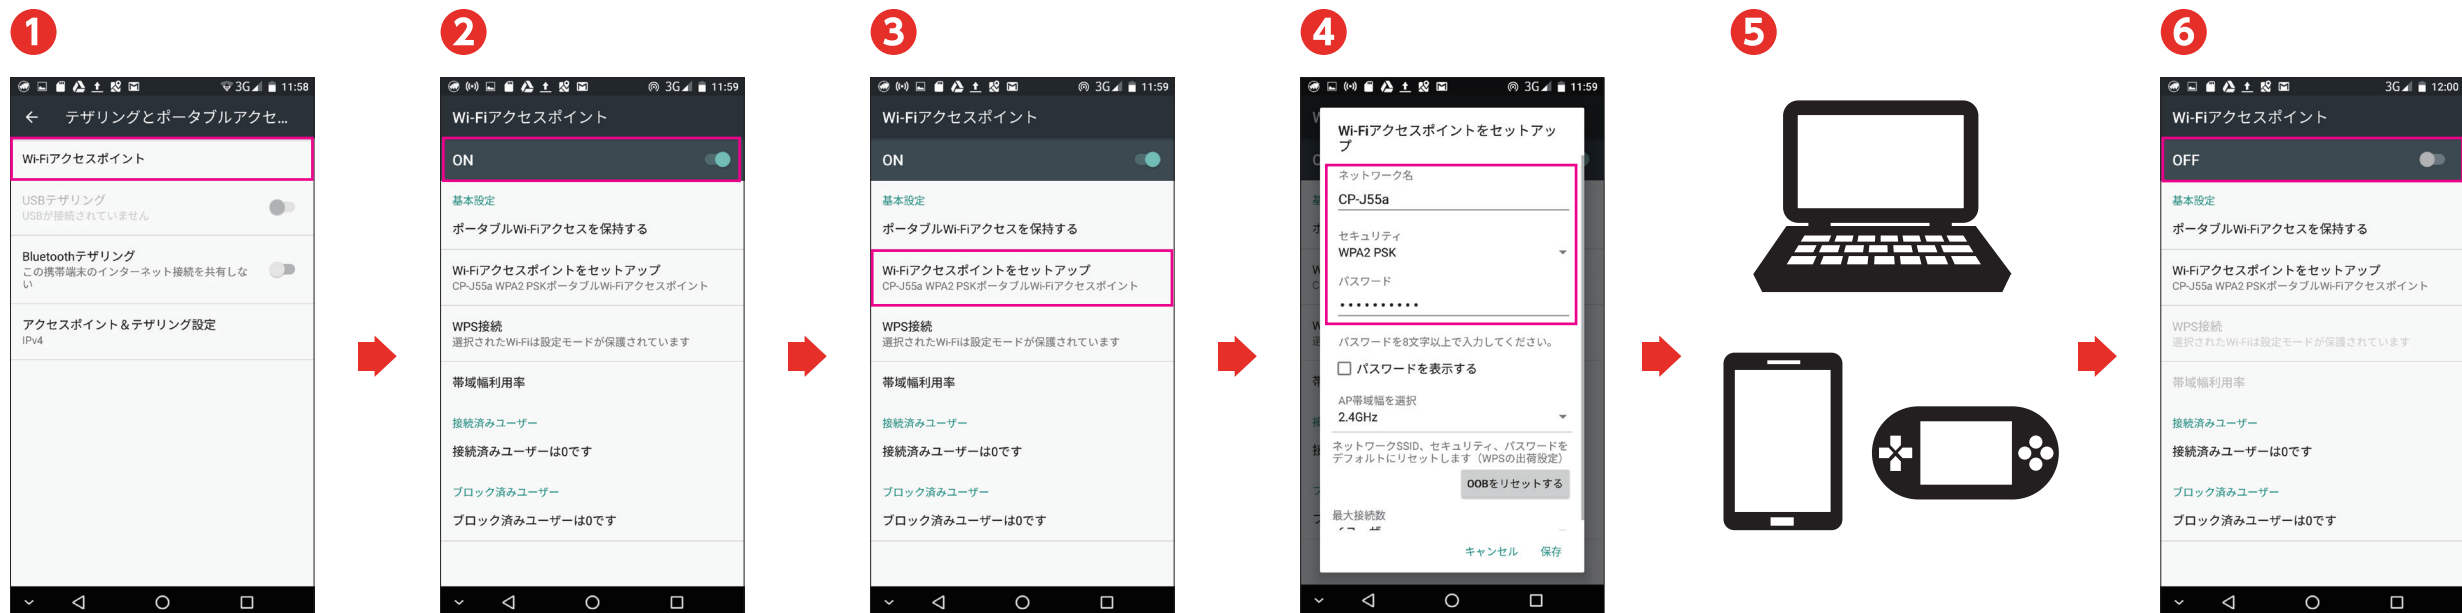 1
3G 11:58
テザリングとポータブルアクセ...
Wi-Fiアクセスポイント
USBテザリング
USBが接続されていません
Bluetoothテザリング
この携帯端末のインターネット接続を共有しな
い
アクセスポイント＆テザリング設定
IPv4
2
3G 11:59
Wi-Fiアクセスポイント
ON
基本設定
ポータブルWi-Fiアクセスを保持する
Wi-Fiアクセスポイントをセットアップ
CP-J55a WPA2 PSKポータブルWi-Fiアクセスポイント
WPS接続
選択されたWi-Fiは設定モードが保護されています
帯域幅利用率
接続済みユーザー
接続済みユーザーは0です
ブロック済みユーザー
ブロック済みユーザーは0です
3
3G 11:59
Wi-Fiアクセスポイント
ON
基本設定
ポータブルWi-Fiアクセスを保持する
Wi-Fiアクセスポイントをセットアップ
CP-J55a WPA2 PSKポータブルWi-Fiアクセスポイント
WPS接続
選択されたWi-Fiは設定モードが保護されています
帯域幅利用率
接続済みユーザー
接続済みユーザーは0です
ブロック済みユーザー
ブロック済みユーザーは0です
4
3G 11:59
Wi-Fiアクセスポイントをセットアッ
プ
ネットワーク名
CP-J55a
セキュリティ
WPA2 PSK
パスワード
••••••••••
パスワードを8文字以上で入力してください。
パスワードを表示する
AP帯域幅を選択
2.4GHz
ネットワークSSID、セキュリティ、パスワードを
デフォルトにリセットします（WPSの出荷設定）
OOBをリセットする
最大接続数
キャンセル 保存
5
6
3G 12:00
Wi-Fiアクセスポイント
OFF
基本設定
ポータブルWi-Fiアクセスを保持する
Wi-Fiアクセスポイントをセットアップ
CP-J55a WPA2 PSKポータブルWi-Fiアクセスポイント
WPS接続
選択されたWi-Fiは設定モードが保護されています
帯域幅利用率
接続済みユーザー
接続済みユーザーは0です
ブロック済みユーザー
ブロック済みユーザーは0です